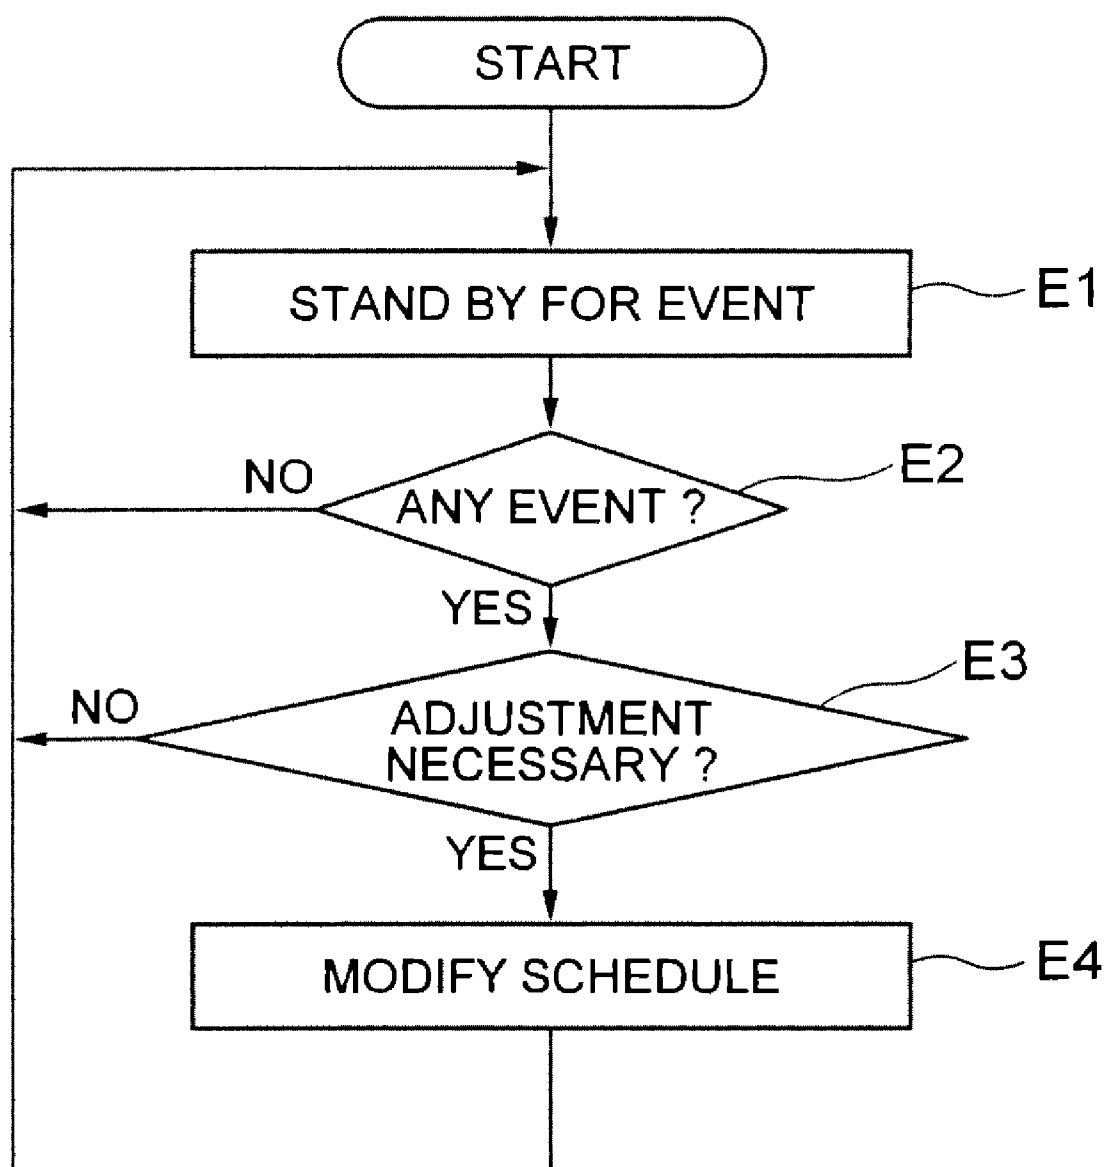 START
STAND BY FOR EVENT
E1
ANY EVENT ?
E2
NO
YES
ADJUSTMENT
NECESSARY ?
E3
NO
YES
MODIFY SCHEDULE
E4